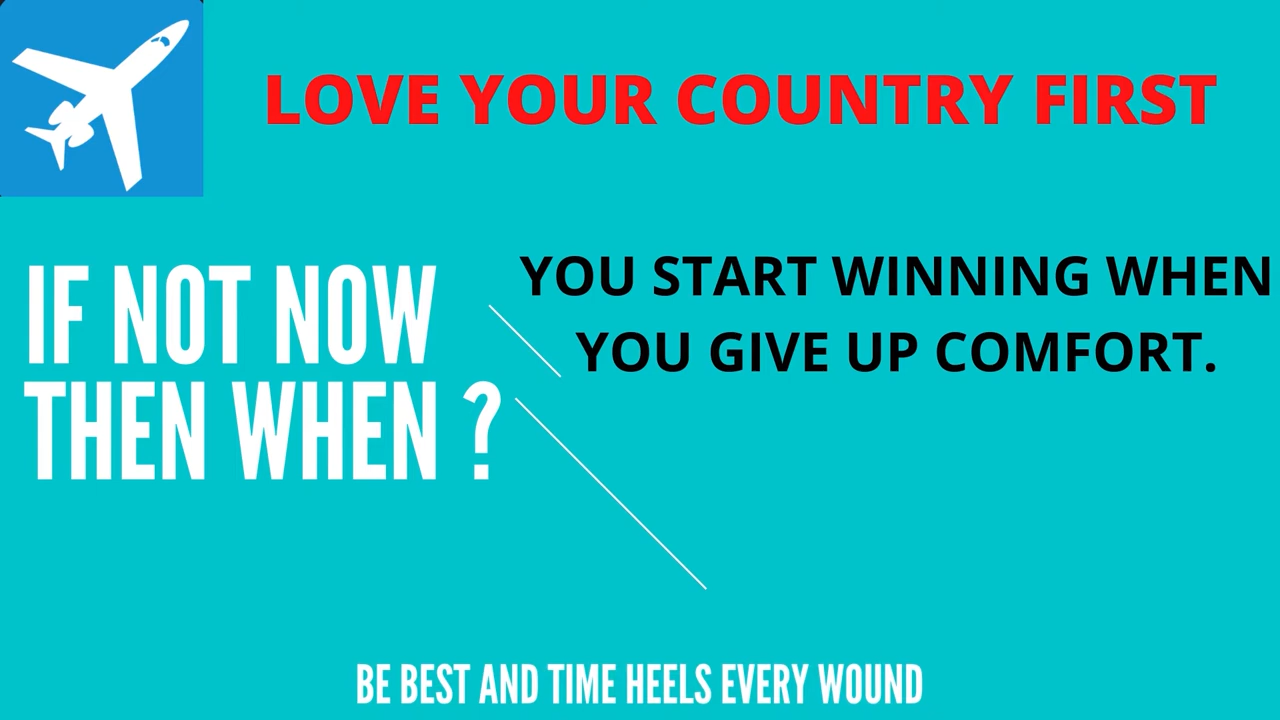 LOVE YOUR COUNTRY FIRST
IF NOT NOW
THEN WHEN ?
YOU START WINNING WHEN
YOU GIVE UP COMFORT.
BE BEST AND TIME HEELS EVERY WOUND